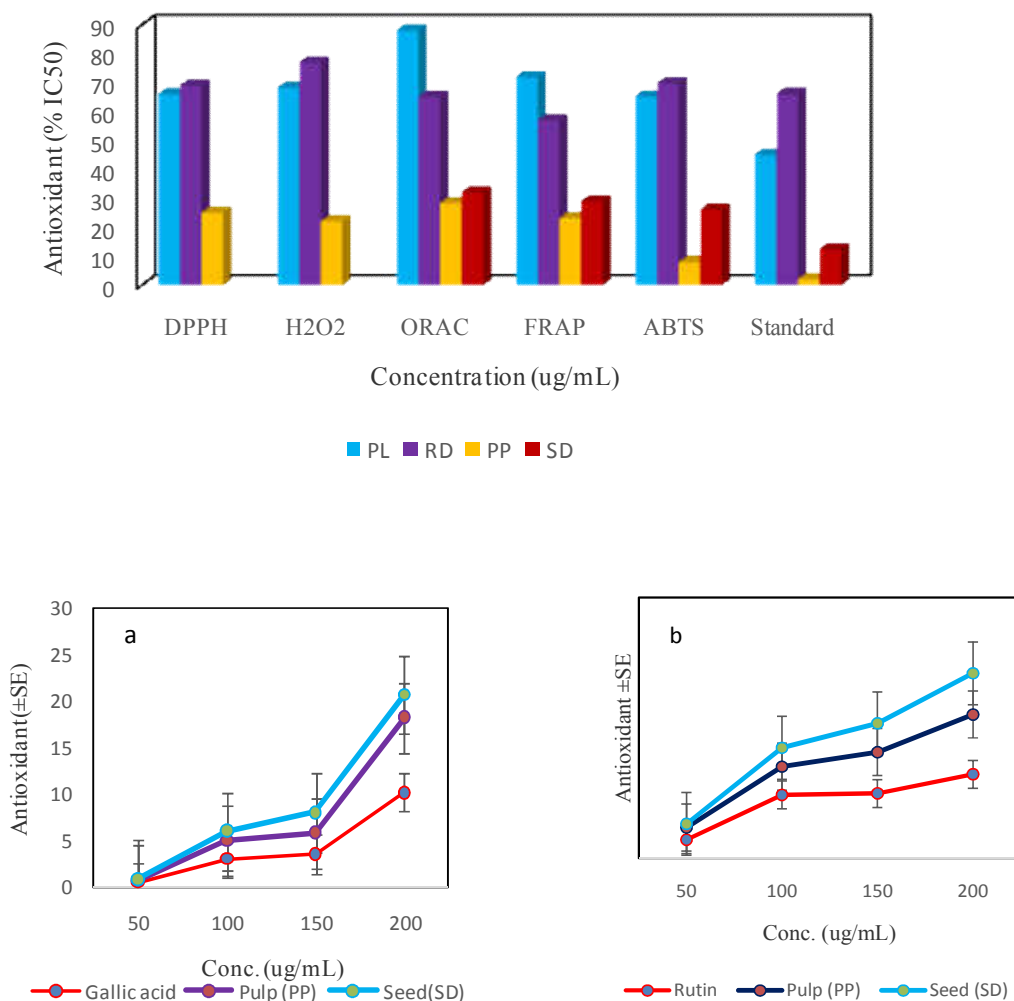 Antioxidant (% IC50)
90
80
70
60
50
40
30
20
10
0
DPPH H2O2 ORAC FRAP ABTS Standard
Concentration (ug/mL)
PL RD PP SD
a
Antioxidant (±SE)
30
25
20
15
10
5
0
50 100 150 200
Conc. (ug/mL)
Gallic acid Pulp (PP) Seed(SD)
b
Antioxidant ±SE
50 100 150 200
Conc. (ug/mL)
Rutin Pulp (PP) Seed (SD)